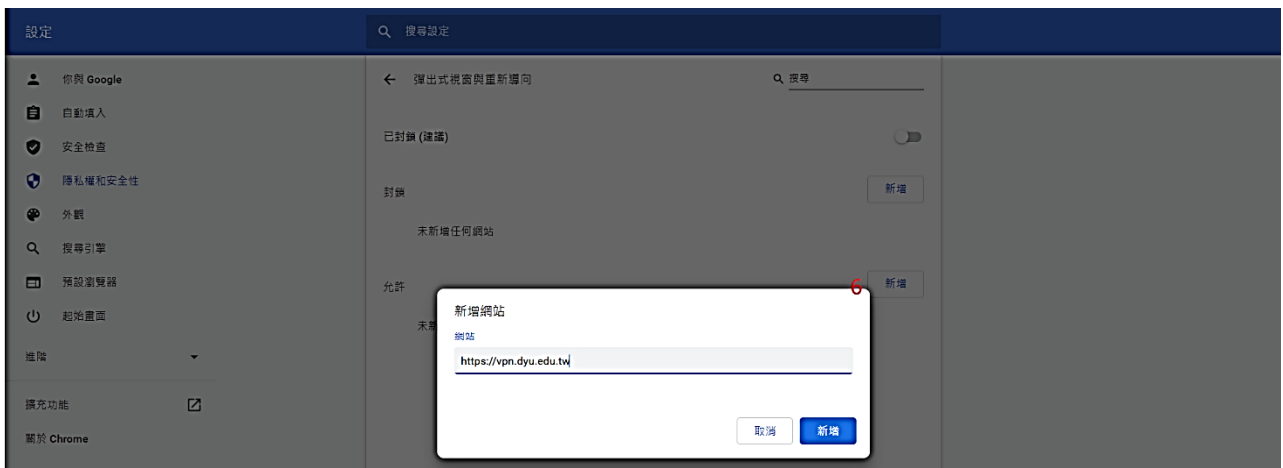 設定
搜尋設定
你與 Google
自動填入
安全檢查
隱私權和安全性
外觀
搜尋引擎
預設瀏覽器
起始畫面
進階
擴充功能
關於 Chrome
彈出式視窗與重新導向
搜尋
已封鎖 (建議)
封鎖
新增
未新增任何網站
允許
6
新增
未新
新增網站
網站
https://vpn.dyu.edu.tw
取消
新增